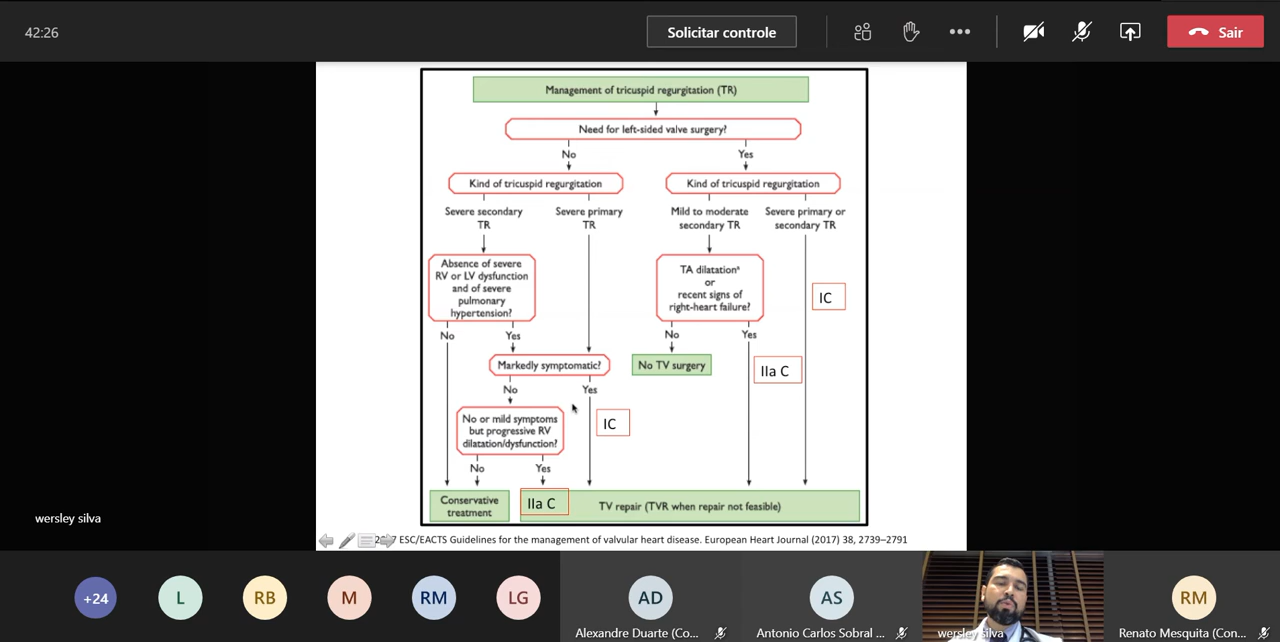 42:26
Solicitar controle
Sair
Management of tricuspid regurgitation (TR)
Need for left-sided valve surgery?
No
Yes
Kind of tricuspid regurgitation
Kind of tricuspid regurgitation
Severe secondary
TR
Severe primary
TR
Mild to moderate
secondary TR
Severe primary or
secondary TR
Absence of severe
RV or LV dysfunction
and of severe
pulmonary
hypertension?
TA dilatationᵃ
or
recent signs of
right-heart failure?
IC
No
Yes
No
Yes
Markedly symptomatic?
No TV surgery
IIa C
No
Yes
No or mild symptoms
but progressive RV
dilatation/dysfunction?
IC
No
Yes
Conservative
treatment
IIa C
TV repair (TVR when repair not feasible)
7 ESC/EACTS Guidelines for the management of valvular heart disease. European Heart Journal (2017) 38, 2739–2791
wersley silva
+24
L
RB
M
RM
LG
AD
Alexandre Duarte (Co...
AS
Antonio Carlos Sobral ...
wersley silva
RM
Renato Mesquita (Con...